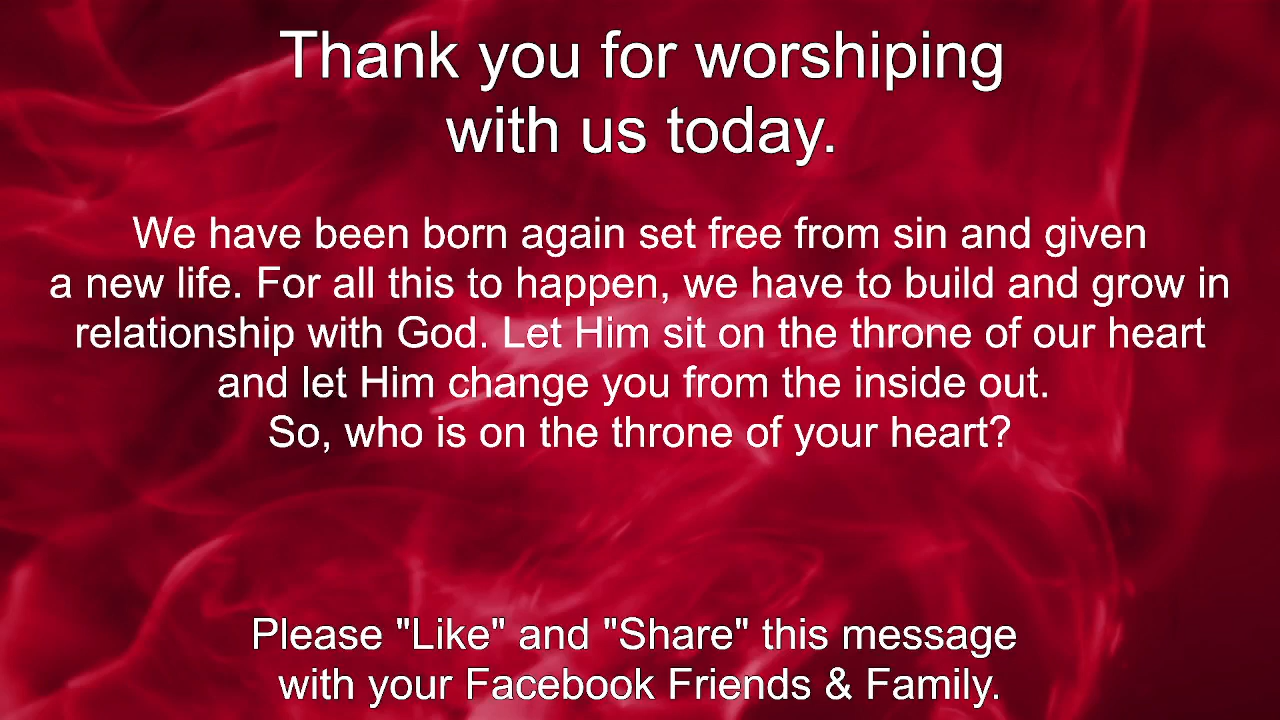 Thank you for worshiping
with us today.
We have been born again set free from sin and given
a new life. For all this to happen, we have to build and grow in
relationship with God. Let Him sit on the throne of our heart
and let Him change you from the inside out.
So, who is on the throne of your heart?
Please "Like" and "Share" this message
with your Facebook Friends & Family.